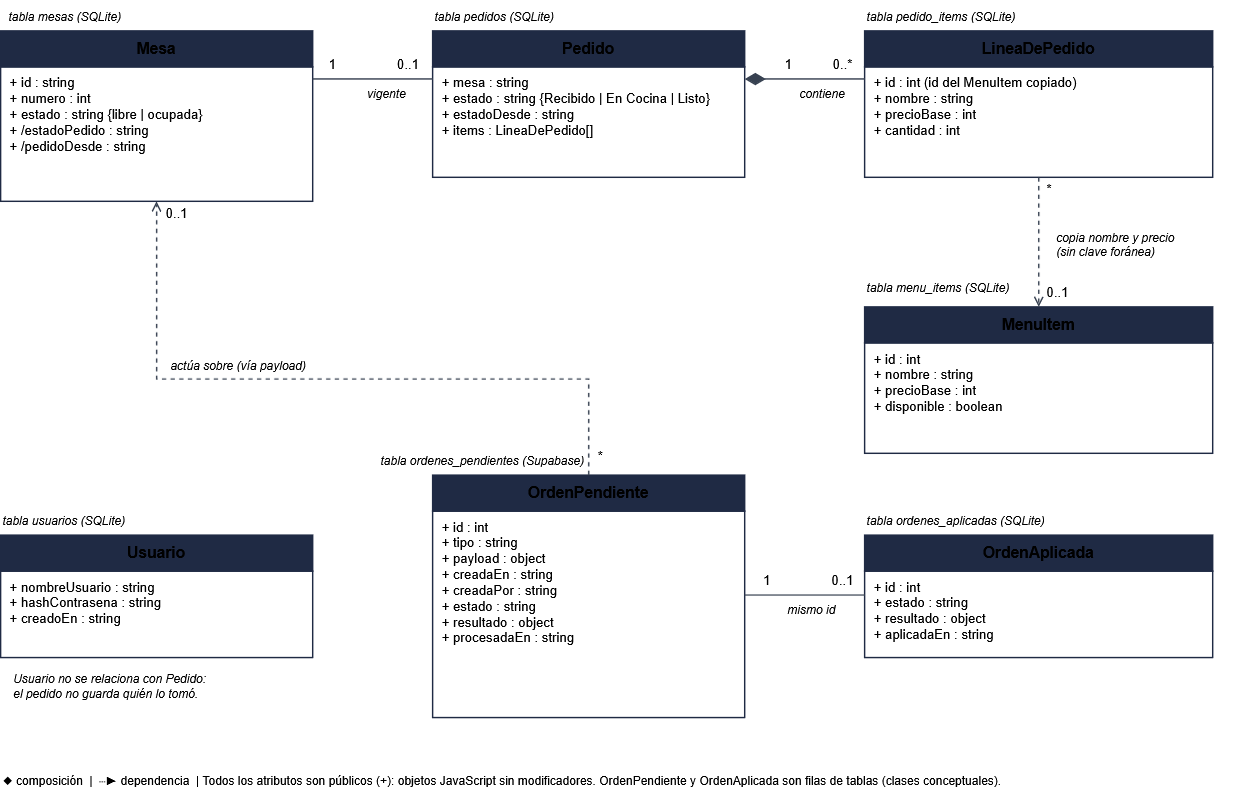 tabla mesas (SQLite)
Mesa
+ id : string
+ numero : int
+ estado : string {libre | ocupada}
+ /estadoPedido : string
+ /pedidoDesde : string
1
0..1
vigente
tabla pedidos (SQLite)
Pedido
+ mesa : string
+ estado : string {Recibido | En Cocina | Listo}
+ estadoDesde : string
+ items : LineaDePedido[]
1
0..*
contiene
tabla pedido_items (SQLite)
LineaDePedido
+ id : int (id del MenuItem copiado)
+ nombre : string
+ precioBase : int
+ cantidad : int
*
copia nombre y precio
(sin clave foránea)
0..1
tabla menu_items (SQLite)
MenuItem
+ id : int
+ nombre : string
+ precioBase : int
+ disponible : boolean
0..1
actúa sobre (vía payload)
*
tabla ordenes_pendientes (Supabase)
OrdenPendiente
+ id : int
+ tipo : string
+ payload : object
+ creadaEn : string
+ creadaPor : string
+ estado : string
+ resultado : object
+ procesadaEn : string
1
0..1
mismo id
tabla ordenes_aplicadas (SQLite)
OrdenAplicada
+ id : int
+ estado : string
+ resultado : object
+ aplicadaEn : string
tabla usuarios (SQLite)
Usuario
+ nombreUsuario : string
+ hashContrasena : string
+ creadoEn : string
Usuario no se relaciona con Pedido:
el pedido no guarda quién lo tomó.
◆ composición | ┄▶ dependencia | Todos los atributos son públicos (+): objetos JavaScript sin modificadores. OrdenPendiente y OrdenAplicada son filas de tablas (clases conceptuales).